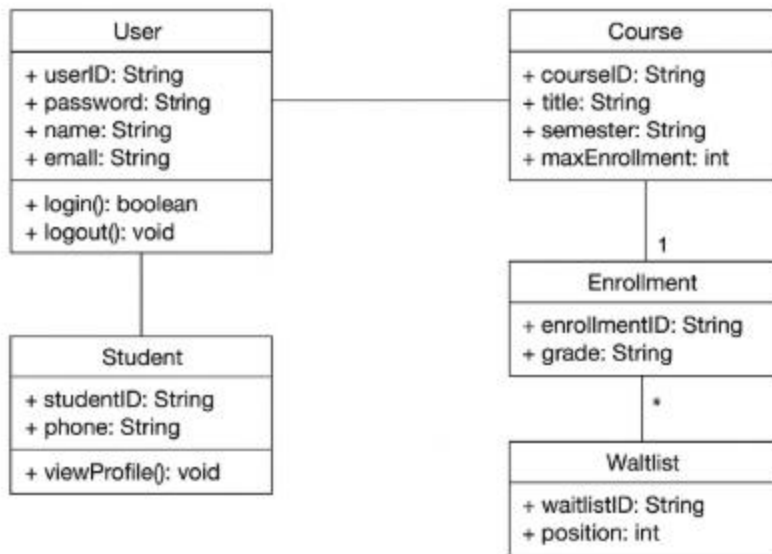 User
+ userID: String
+ password: String
+ name: String
+ emall: String
+ login(): boolean
+ logout(): void
Student
+ studentID: String
+ phone: String
+ viewProfile(): void
Course
+ courseID: String
+ title: String
+ semester: String
+ maxEnrollment: int
1
Enrollment
+ enrollmentID: String
+ grade: String
*
Waltlist
+ waitlistID: String
+ position: int